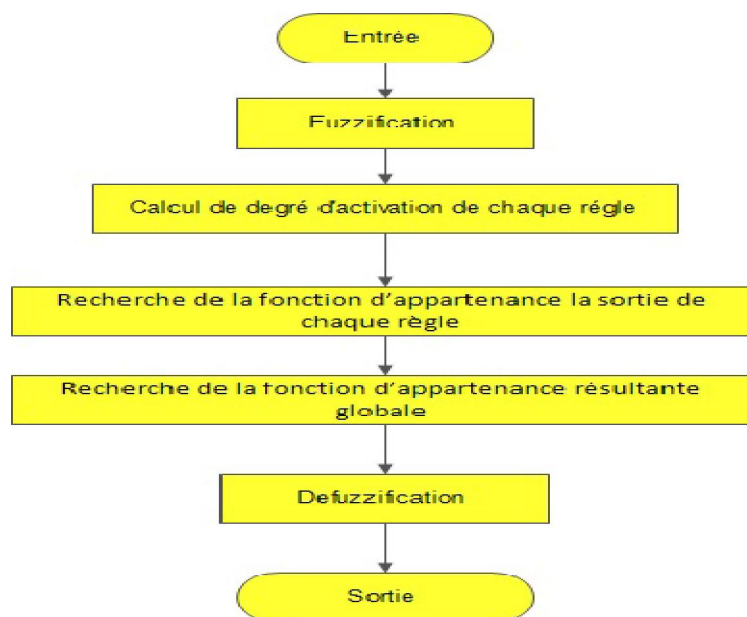 Entrée
Fuzzification
Calcul de degré d'activation de chaque régle
Recherche de la fonction d'appartenance la sortie de
chaque règle
Recherche de la fonction d'appartenance résultante
globale
Defuzzification
Sortie